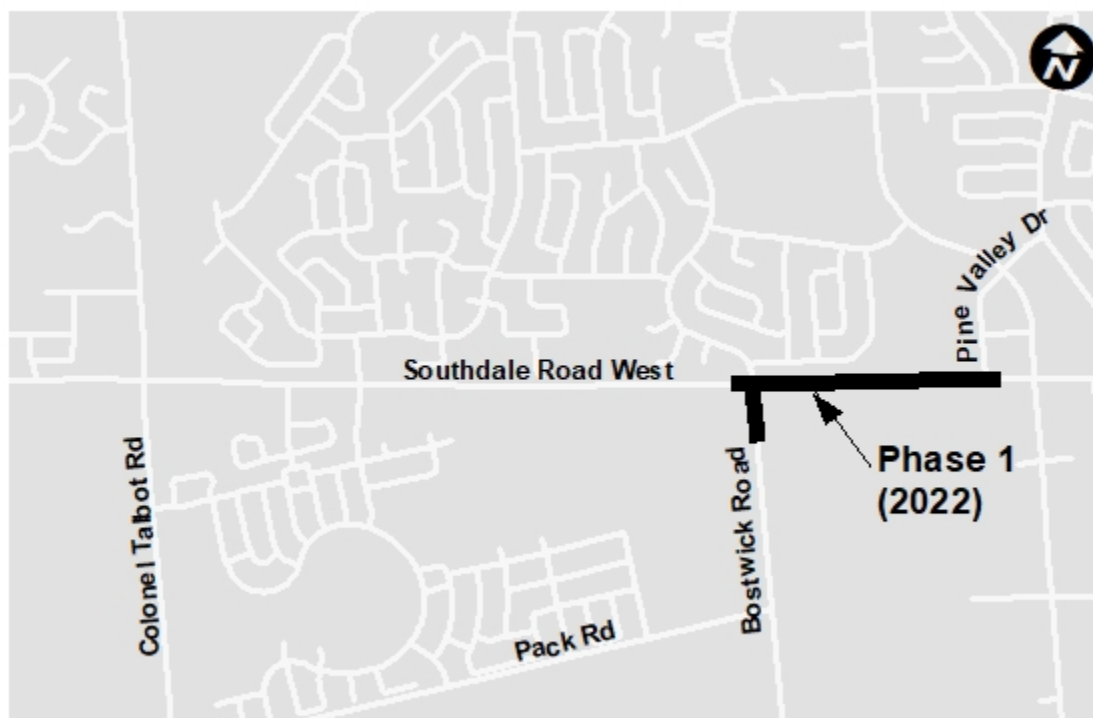 N
Pine Valley Dr
Southdale Road West
Phase 1
(2022)
Colonel Talbot Rd
Bostwick Road
Pack Rd